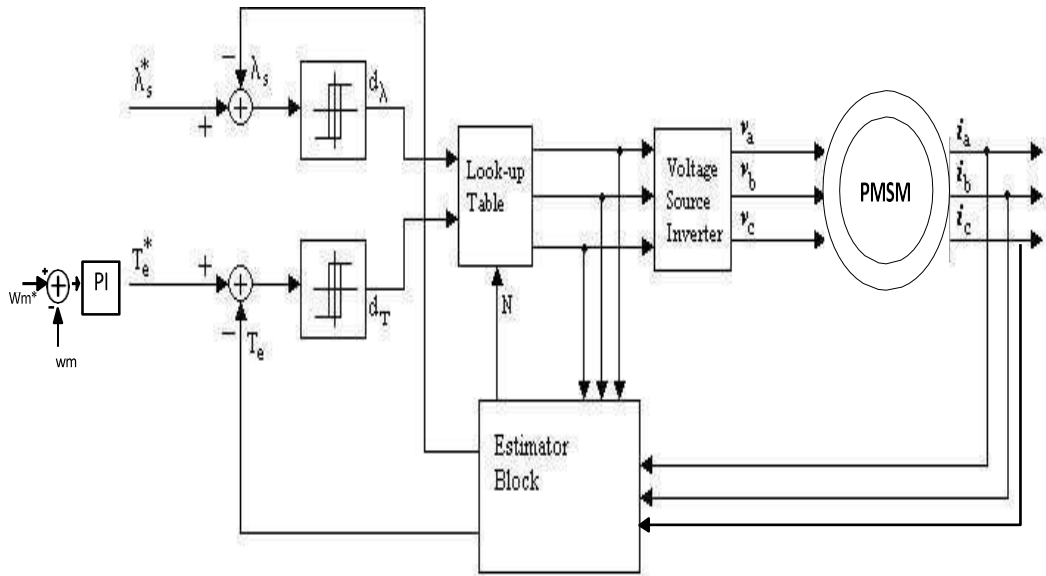 λs*
+
−
λs
dλ
Look-up
Table
Voltage
Source
Inverter
va
vb
vc
PMSM
ia
ib
ic
Wm*
+
-
wm
PI
Te*
+
−
Te
dT
N
Estimator
Block